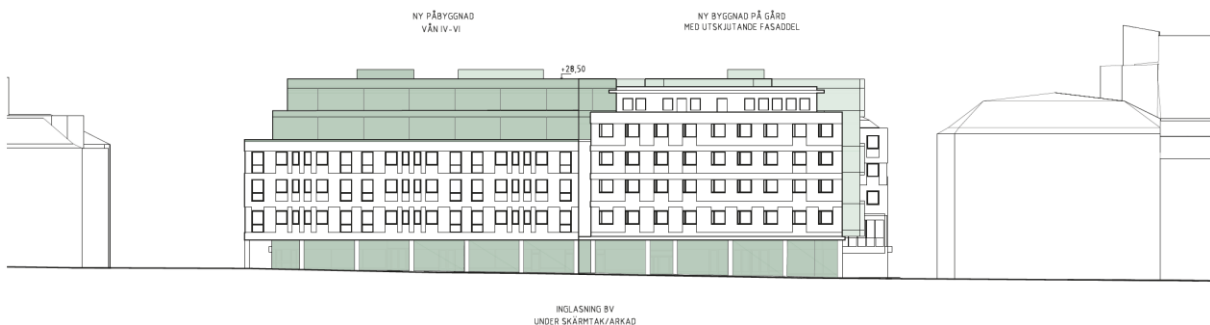 NY PÅBYGGNAD
VÅN IV-VI
NY BYGGNAD PÅ GÅRD
MED UTSKJUTANDE FASADDEL
+28,50
INGLASNING BV
UNDER SKÄRMTAK/ARKAD